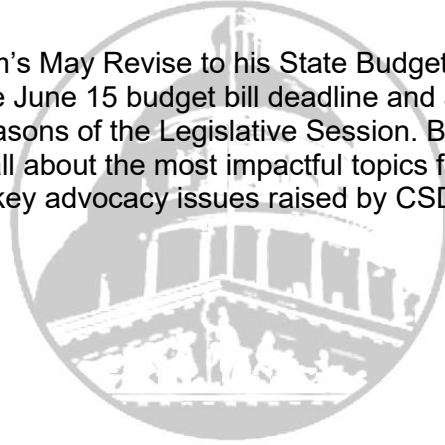 m's May Revise to his State Budget
June 15 budget bill deadline and
asons of the Legislative Session. B
all about the most impactful topics f
key advocacy issues raised by CSD